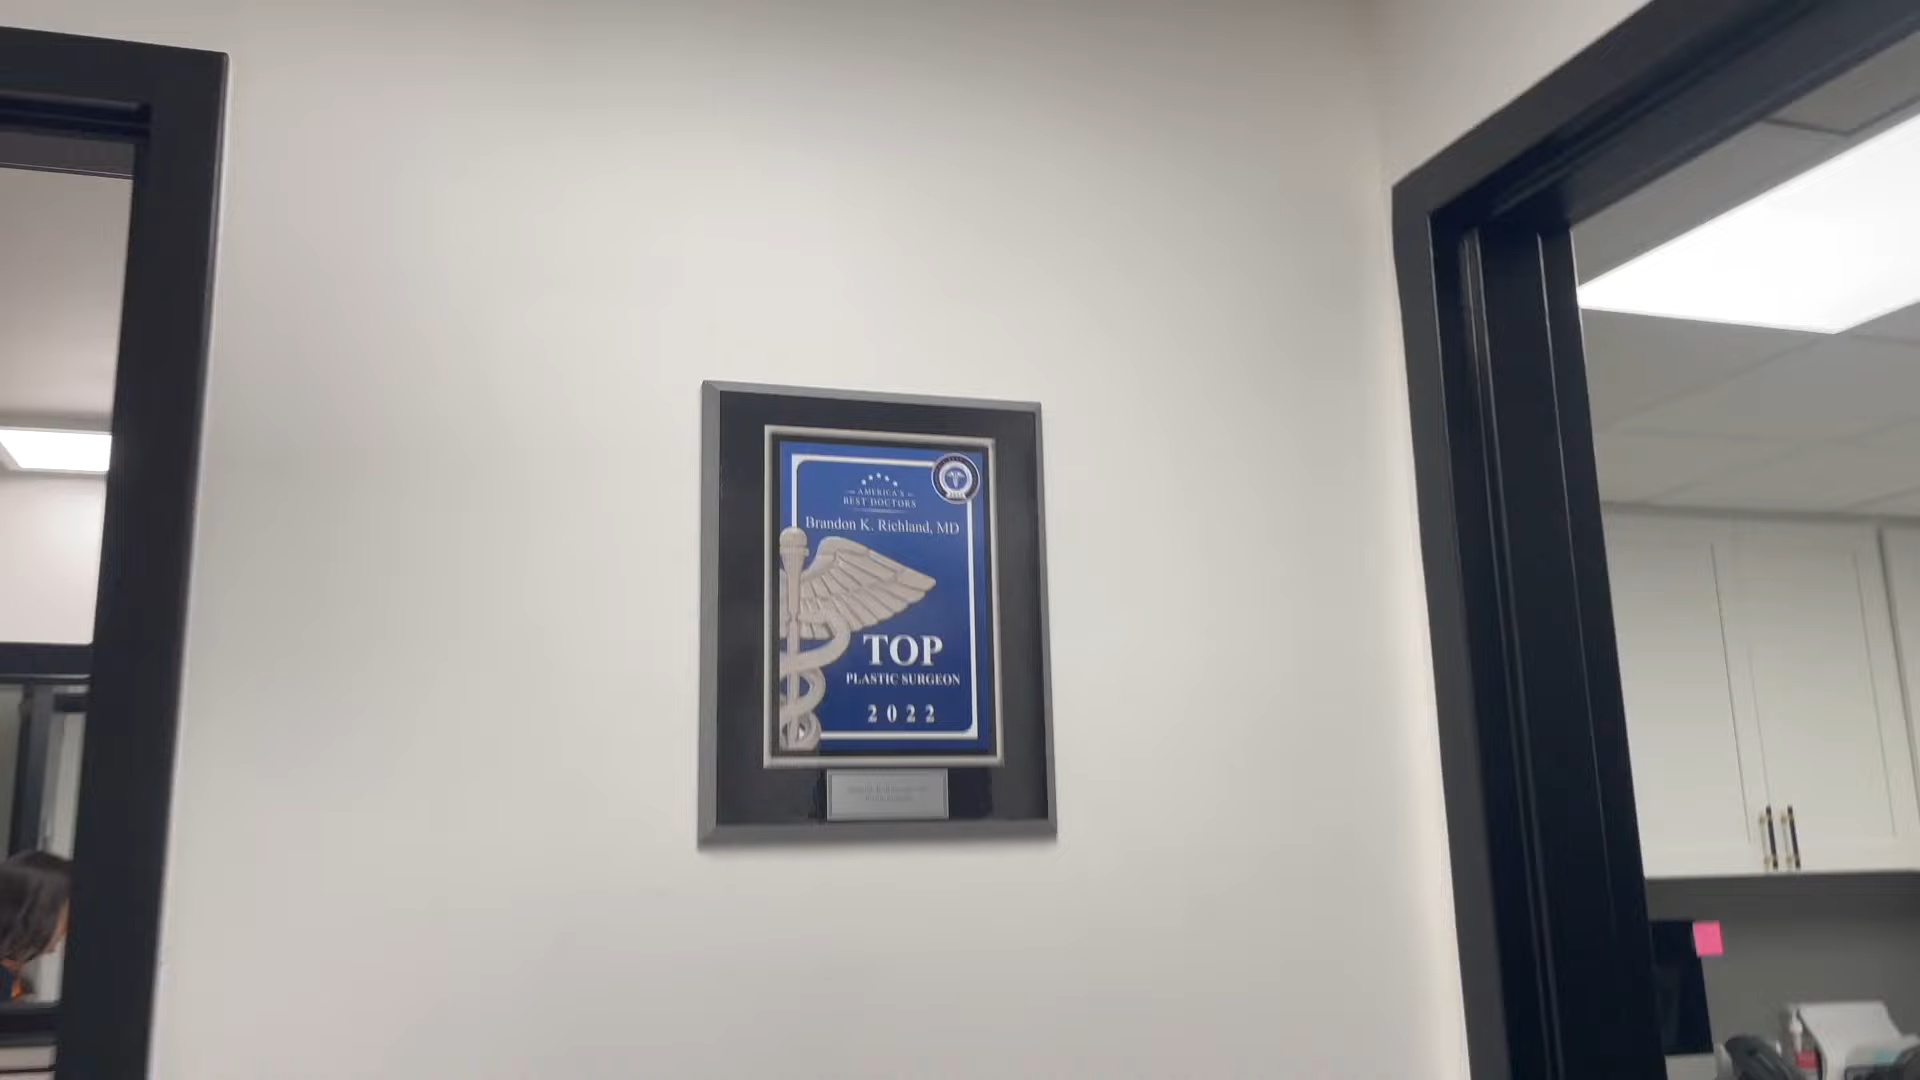 AMERICA'S
BEST DOCTORS
Brandon K. Richland, MD
TOP
PLASTIC SURGEON
2022